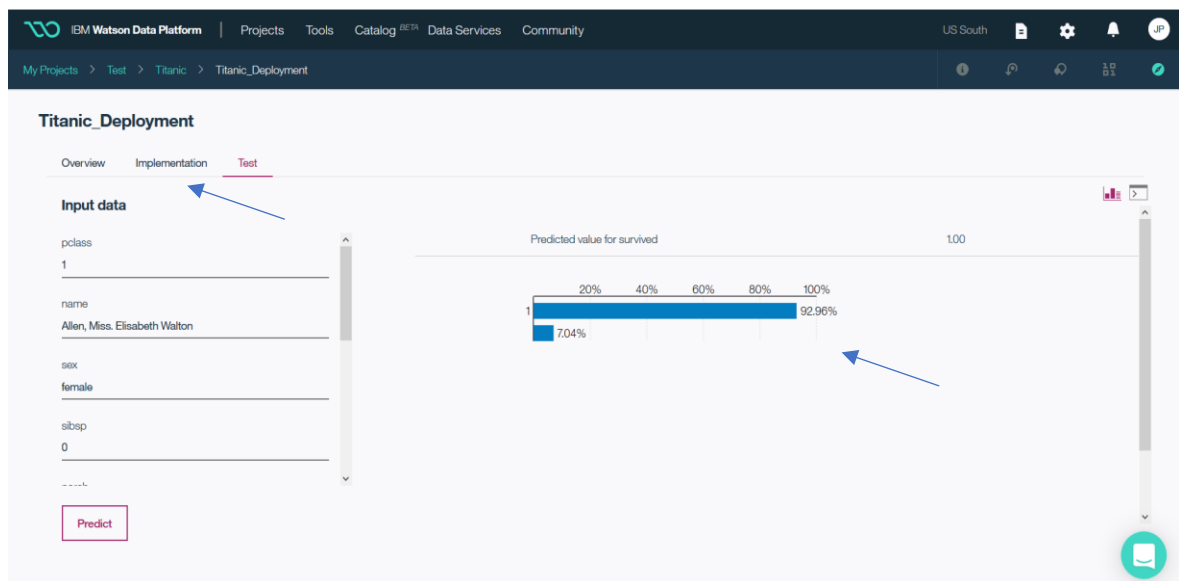 IBM Watson Data Platform Projects Tools Catalog BETA Data Services Community US South JP
My Projects > Test > Titanic > Titanic_Deployment
Titanic_Deployment
Overview Implementation Test
Input data
pclass
1
name
Allen, Miss. Elisabeth Walton
sex
female
sibsp
0
Predict
Predicted value for survived 1.00
20% 40% 60% 80% 100%
1 92.96%
7.04%